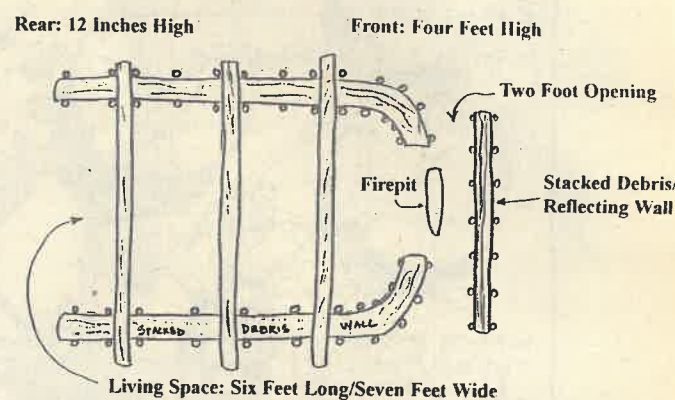 Rear: 12 Inches High
Front: Four Feet High
Two Foot Opening
Firepit
Stacked Debris/
Reflecting Wall
STACKED DEBRIS WALL
Living Space: Six Feet Long/Seven Feet Wide